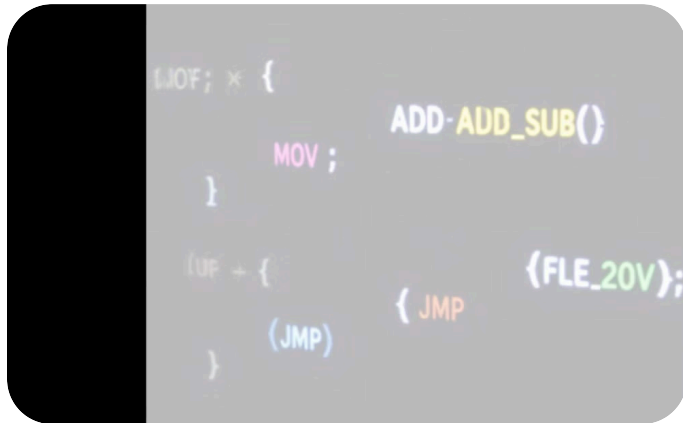 {
ADD-ADD_SUB()
MOV ;
}
{
{FLE_20V};
{ JMP
(JMP)
}